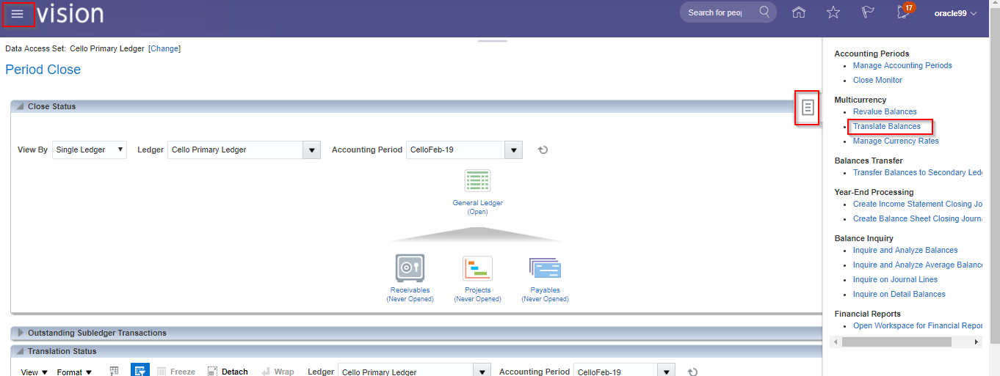 vision
Search for peo
17
oracle99
Data Access Set: Cello Primary Ledger [Change]
Period Close
Close Status
View By Single Ledger Ledger Cello Primary Ledger Accounting Period CelloFeb-19
General Ledger
(Open)
Receivables
(Never Opened)
Projects
(Never Opened)
Payables
(Never Opened)
Outstanding Subledger Transactions
Translation Status
View Format Freeze Detach Wrap Ledger Cello Primary Ledger Accounting Period CelloFeb-19
Accounting Periods
Manage Accounting Periods
Close Monitor
Multicurrency
Revalue Balances
Translate Balances
Manage Currency Rates
Balances Transfer
Transfer Balances to Secondary Led
Year-End Processing
Create Income Statement Closing Jo
Create Balance Sheet Closing Journa
Balance Inquiry
Inquire and Analyze Balances
Inquire and Analyze Average Balance
Inquire on Journal Lines
Inquire on Detail Balances
Financial Reports
Open Workspace for Financial Repor